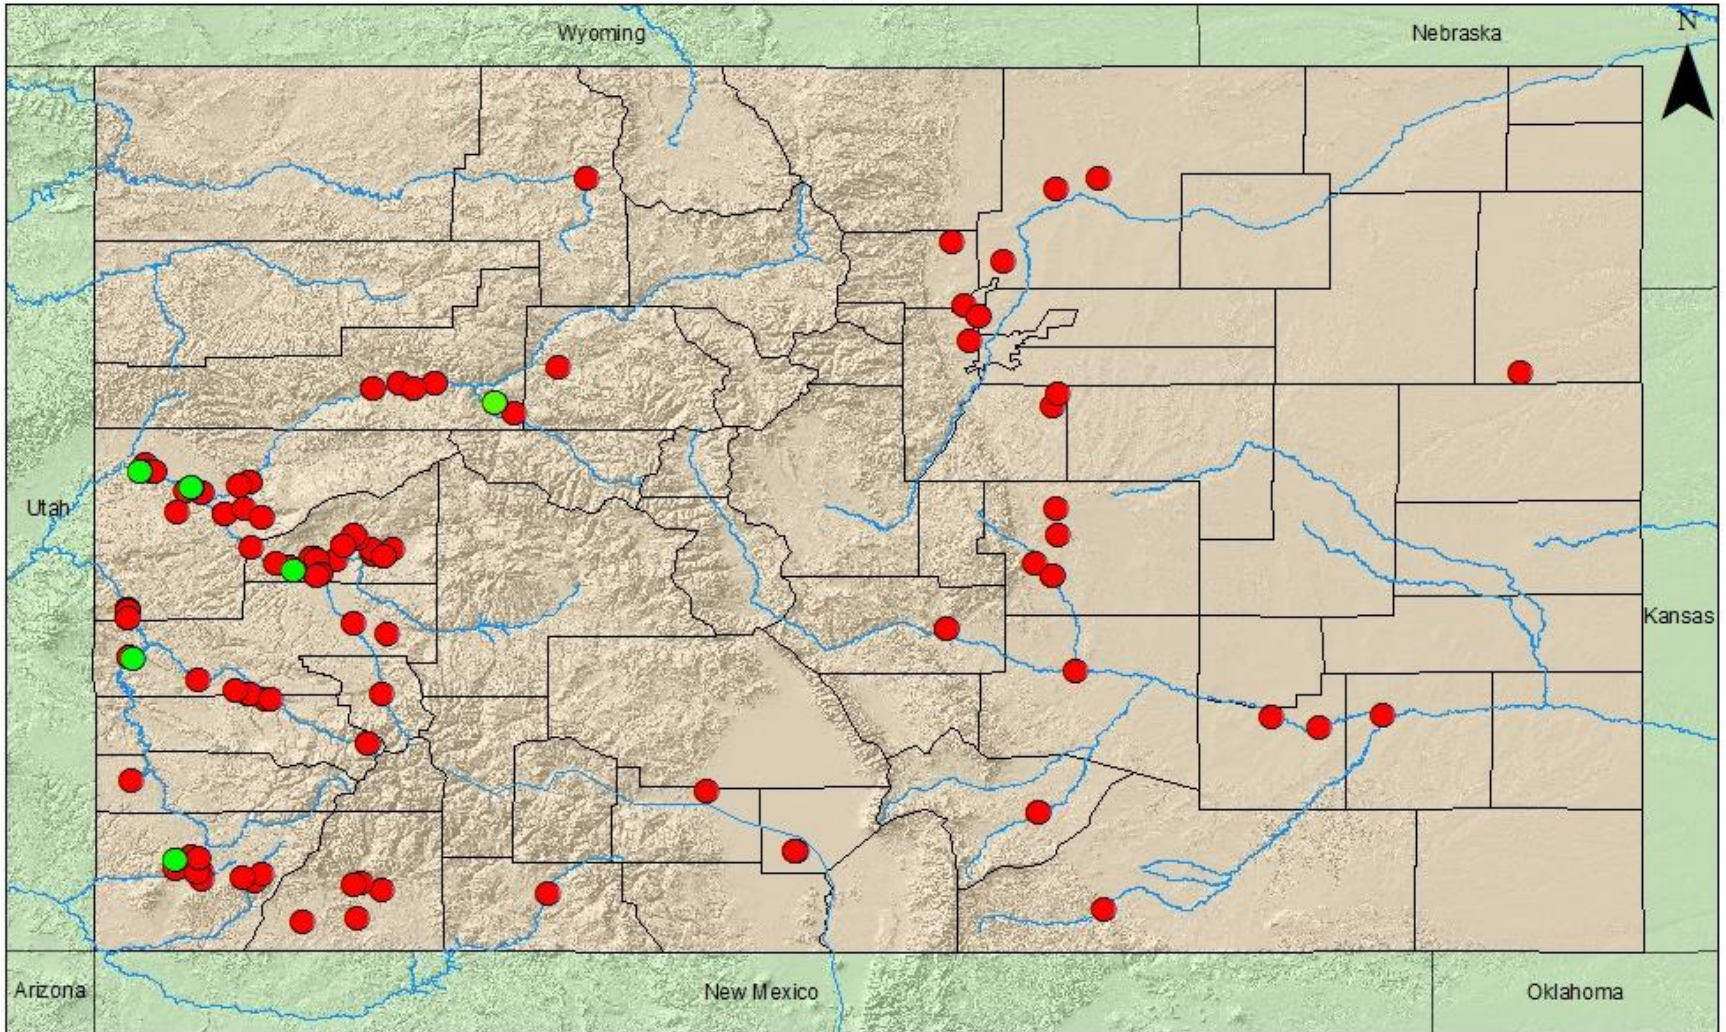 Wyoming
Nebraska
N
Utah
Kansas
Arizona
New Mexico
Oklahoma